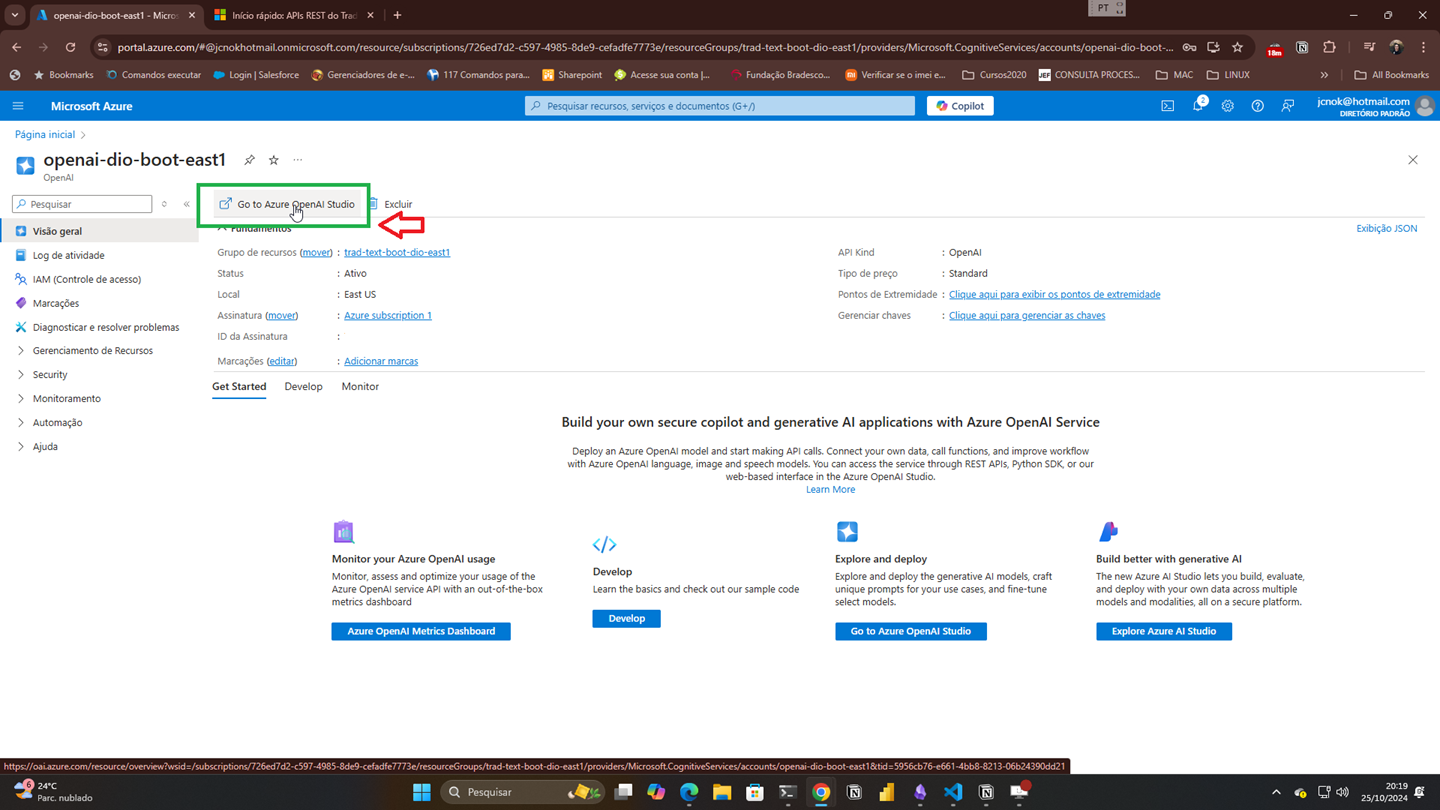 openai-dio-boot-east1 - Micros
Início rápido: APIs REST do Trad
PT
portal.azure.com/#@jcnokhotmail.onmicrosoft.com/resource/subscriptions/726ed7d2-c597-4985-8de9-cefadfe7773e/resourceGroups/trad-text-boot-dio-east1/providers/Microsoft.CognitiveServices/accounts/openai-dio-boot-...
18m
Bookmarks
Comandos executar
Login | Salesforce
Gerenciadores de e-...
117 Comandos para...
Sharepoint
Acesse sua conta |...
Fundação Bradesco...
Verificar se o imei e...
Cursos2020
JEF CONSULTA PROCES...
MAC
LINUX
All Bookmarks
Microsoft Azure
Pesquisar recursos, serviços e documentos (G+/)
Copilot
2
jcnok@hotmail.com
DIRETÓRIO PADRÃO
Página inicial
openai-dio-boot-east1
OpenAI
Pesquisar
Go to Azure OpenAI Studio
Excluir
Visão geral
Log de atividade
IAM (Controle de acesso)
Marcações
Diagnosticar e resolver problemas
Gerenciamento de Recursos
Security
Monitoramento
Automação
Ajuda
Fundamentos
Exibição JSON
Grupo de recursos (mover) : trad-text-boot-dio-east1
Status : Ativo
Local : East US
Assinatura (mover) : Azure subscription 1
ID da Assinatura :
Marcações (editar) : Adicionar marcas
API Kind : OpenAI
Tipo de preço : Standard
Pontos de Extremidade : Clique aqui para exibir os pontos de extremidade
Gerenciar chaves : Clique aqui para gerenciar as chaves
Get Started
Develop
Monitor
Build your own secure copilot and generative AI applications with Azure OpenAI Service
Deploy an Azure OpenAI model and start making API calls. Connect your own data, call functions, and improve workflow
with Azure OpenAI language, image and speech models. You can access the service through REST APIs, Python SDK, or our
web-based interface in the Azure OpenAI Studio.
Learn More
Monitor your Azure OpenAI usage
Monitor, assess and optimize your usage of the
Azure OpenAI service API with an out-of-the-box
metrics dashboard
Azure OpenAI Metrics Dashboard
Develop
Learn the basics and check out our sample code
Develop
Explore and deploy
Explore and deploy the generative AI models, craft
unique prompts for your use cases, and fine-tune
select models.
Go to Azure OpenAI Studio
Build better with generative AI
The new Azure AI Studio lets you build, evaluate,
and deploy with your own data across multiple
models and modalities, all on a secure platform.
Explore Azure AI Studio
https://oai.azure.com/resource/overview?wsid=/subscriptions/726ed7d2-c597-4985-8de9-cefadfe7773e/resourceGroups/trad-text-boot-dio-east1/providers/Microsoft.CognitiveServices/accounts/openai-dio-boot-east1&tid=5956cb76-e661-4bb8-8213-06b24390dd21
6
24°C
Parc. nublado
Pesquisar
20:19
25/10/2024